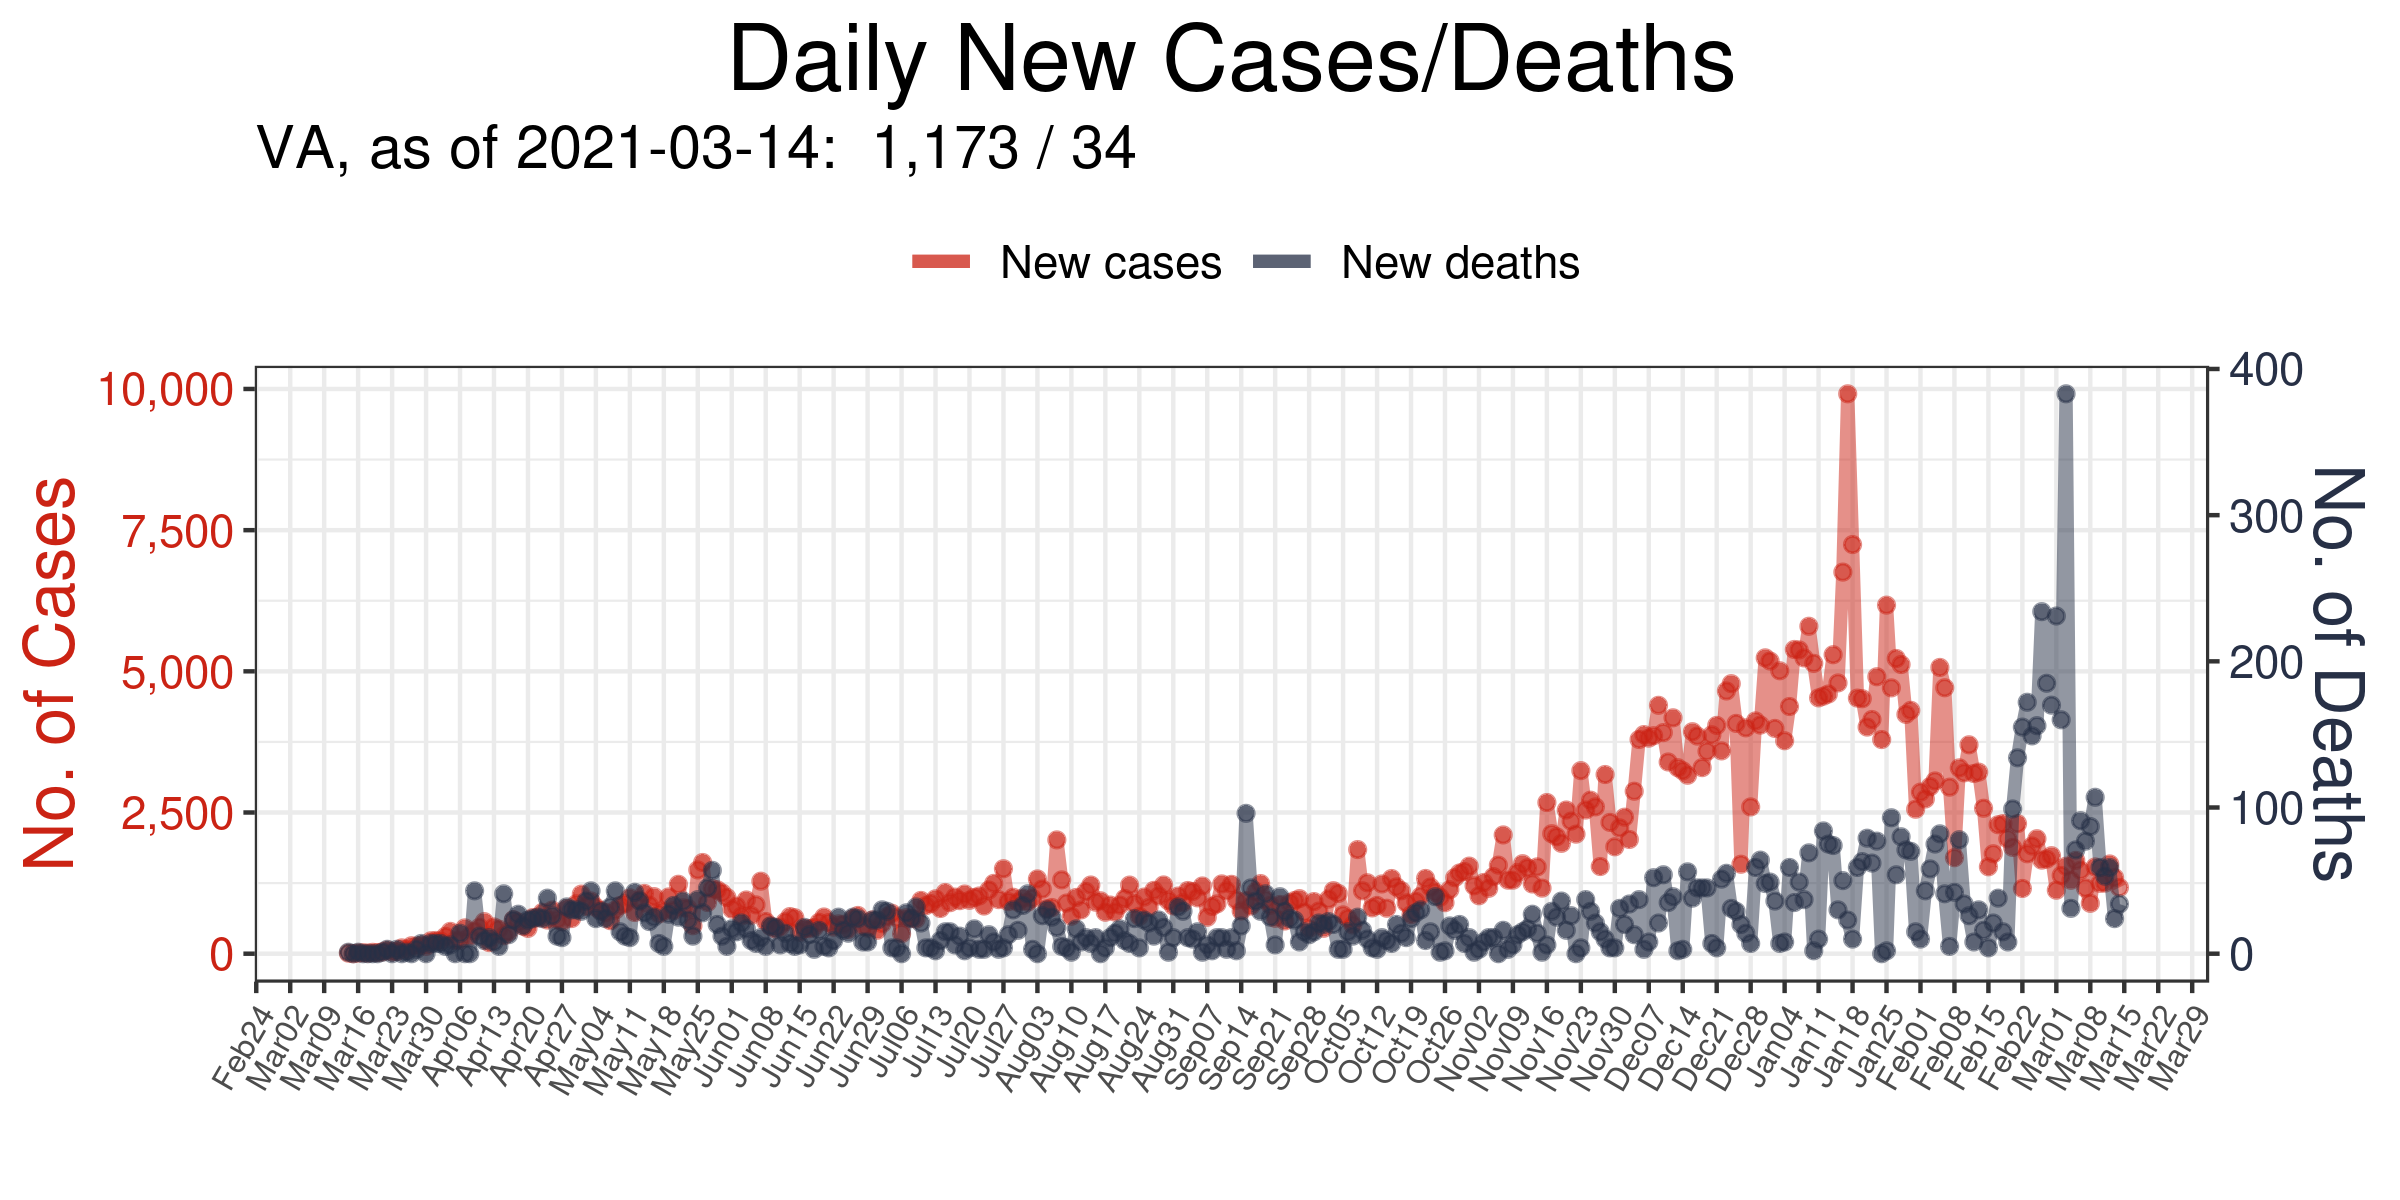 Daily New Cases/Deaths
VA, as of 2021-03-14:  1,173 / 34
New cases
New deaths
No. of Cases
10,000
7,500
5,000
2,500
0
400
300
200
100
0
No. of Deaths
Feb24
Mar02
Mar09
Mar16
Mar23
Mar30
Apr06
Apr13
Apr20
Apr27
May04
May11
May18
May25
Jun01
Jun08
Jun15
Jun22
Jun29
Jul06
Jul13
Jul20
Jul27
Aug03
Aug10
Aug17
Aug24
Aug31
Sep07
Sep14
Sep21
Sep28
Oct05
Oct12
Oct19
Oct26
Nov02
Nov09
Nov16
Nov23
Nov30
Dec07
Dec14
Dec21
Dec28
Jan04
Jan11
Jan18
Jan25
Feb01
Feb08
Feb15
Feb22
Mar01
Mar08
Mar15
Mar22
Mar29